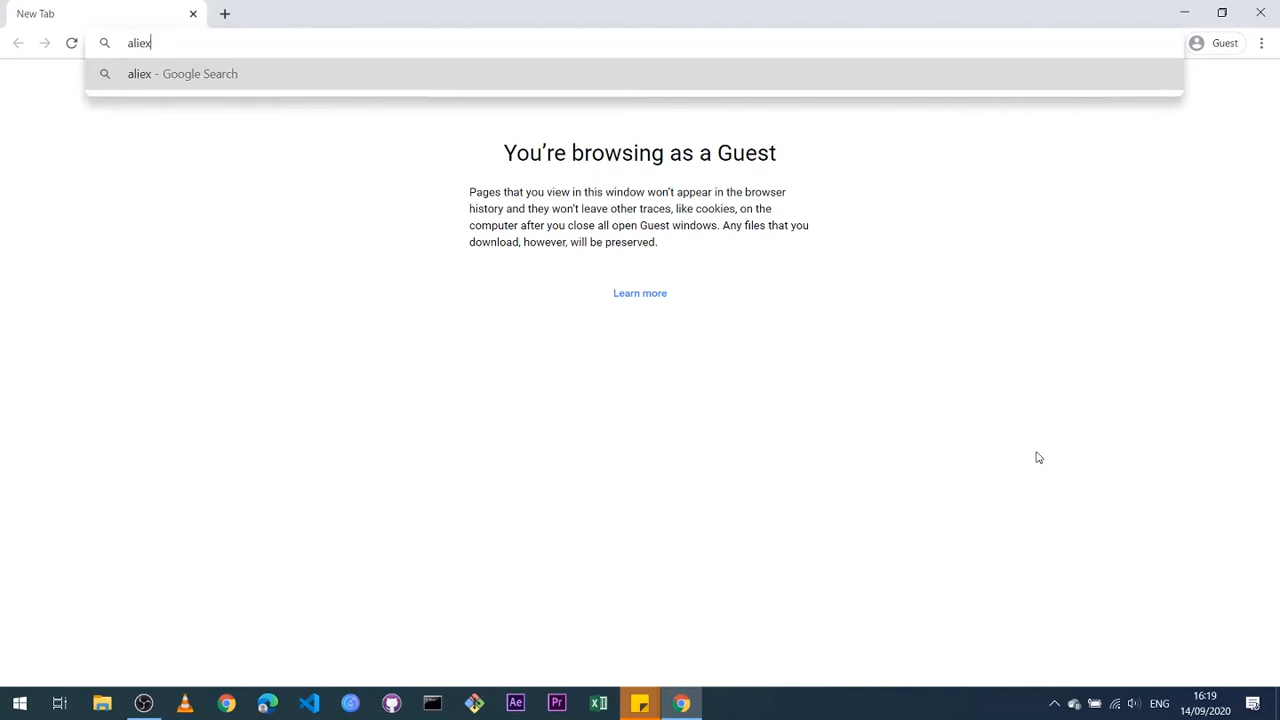 New Tab
aliex
Guest
aliex - Google Search
You're browsing as a Guest
Pages that you view in this window won't appear in the browser
history and they won't leave other traces, like cookies, on the
computer after you close all open Guest windows. Any files that you
download, however, will be preserved.
Learn more
Ae
Pr
ENG
16:19
14/09/2020